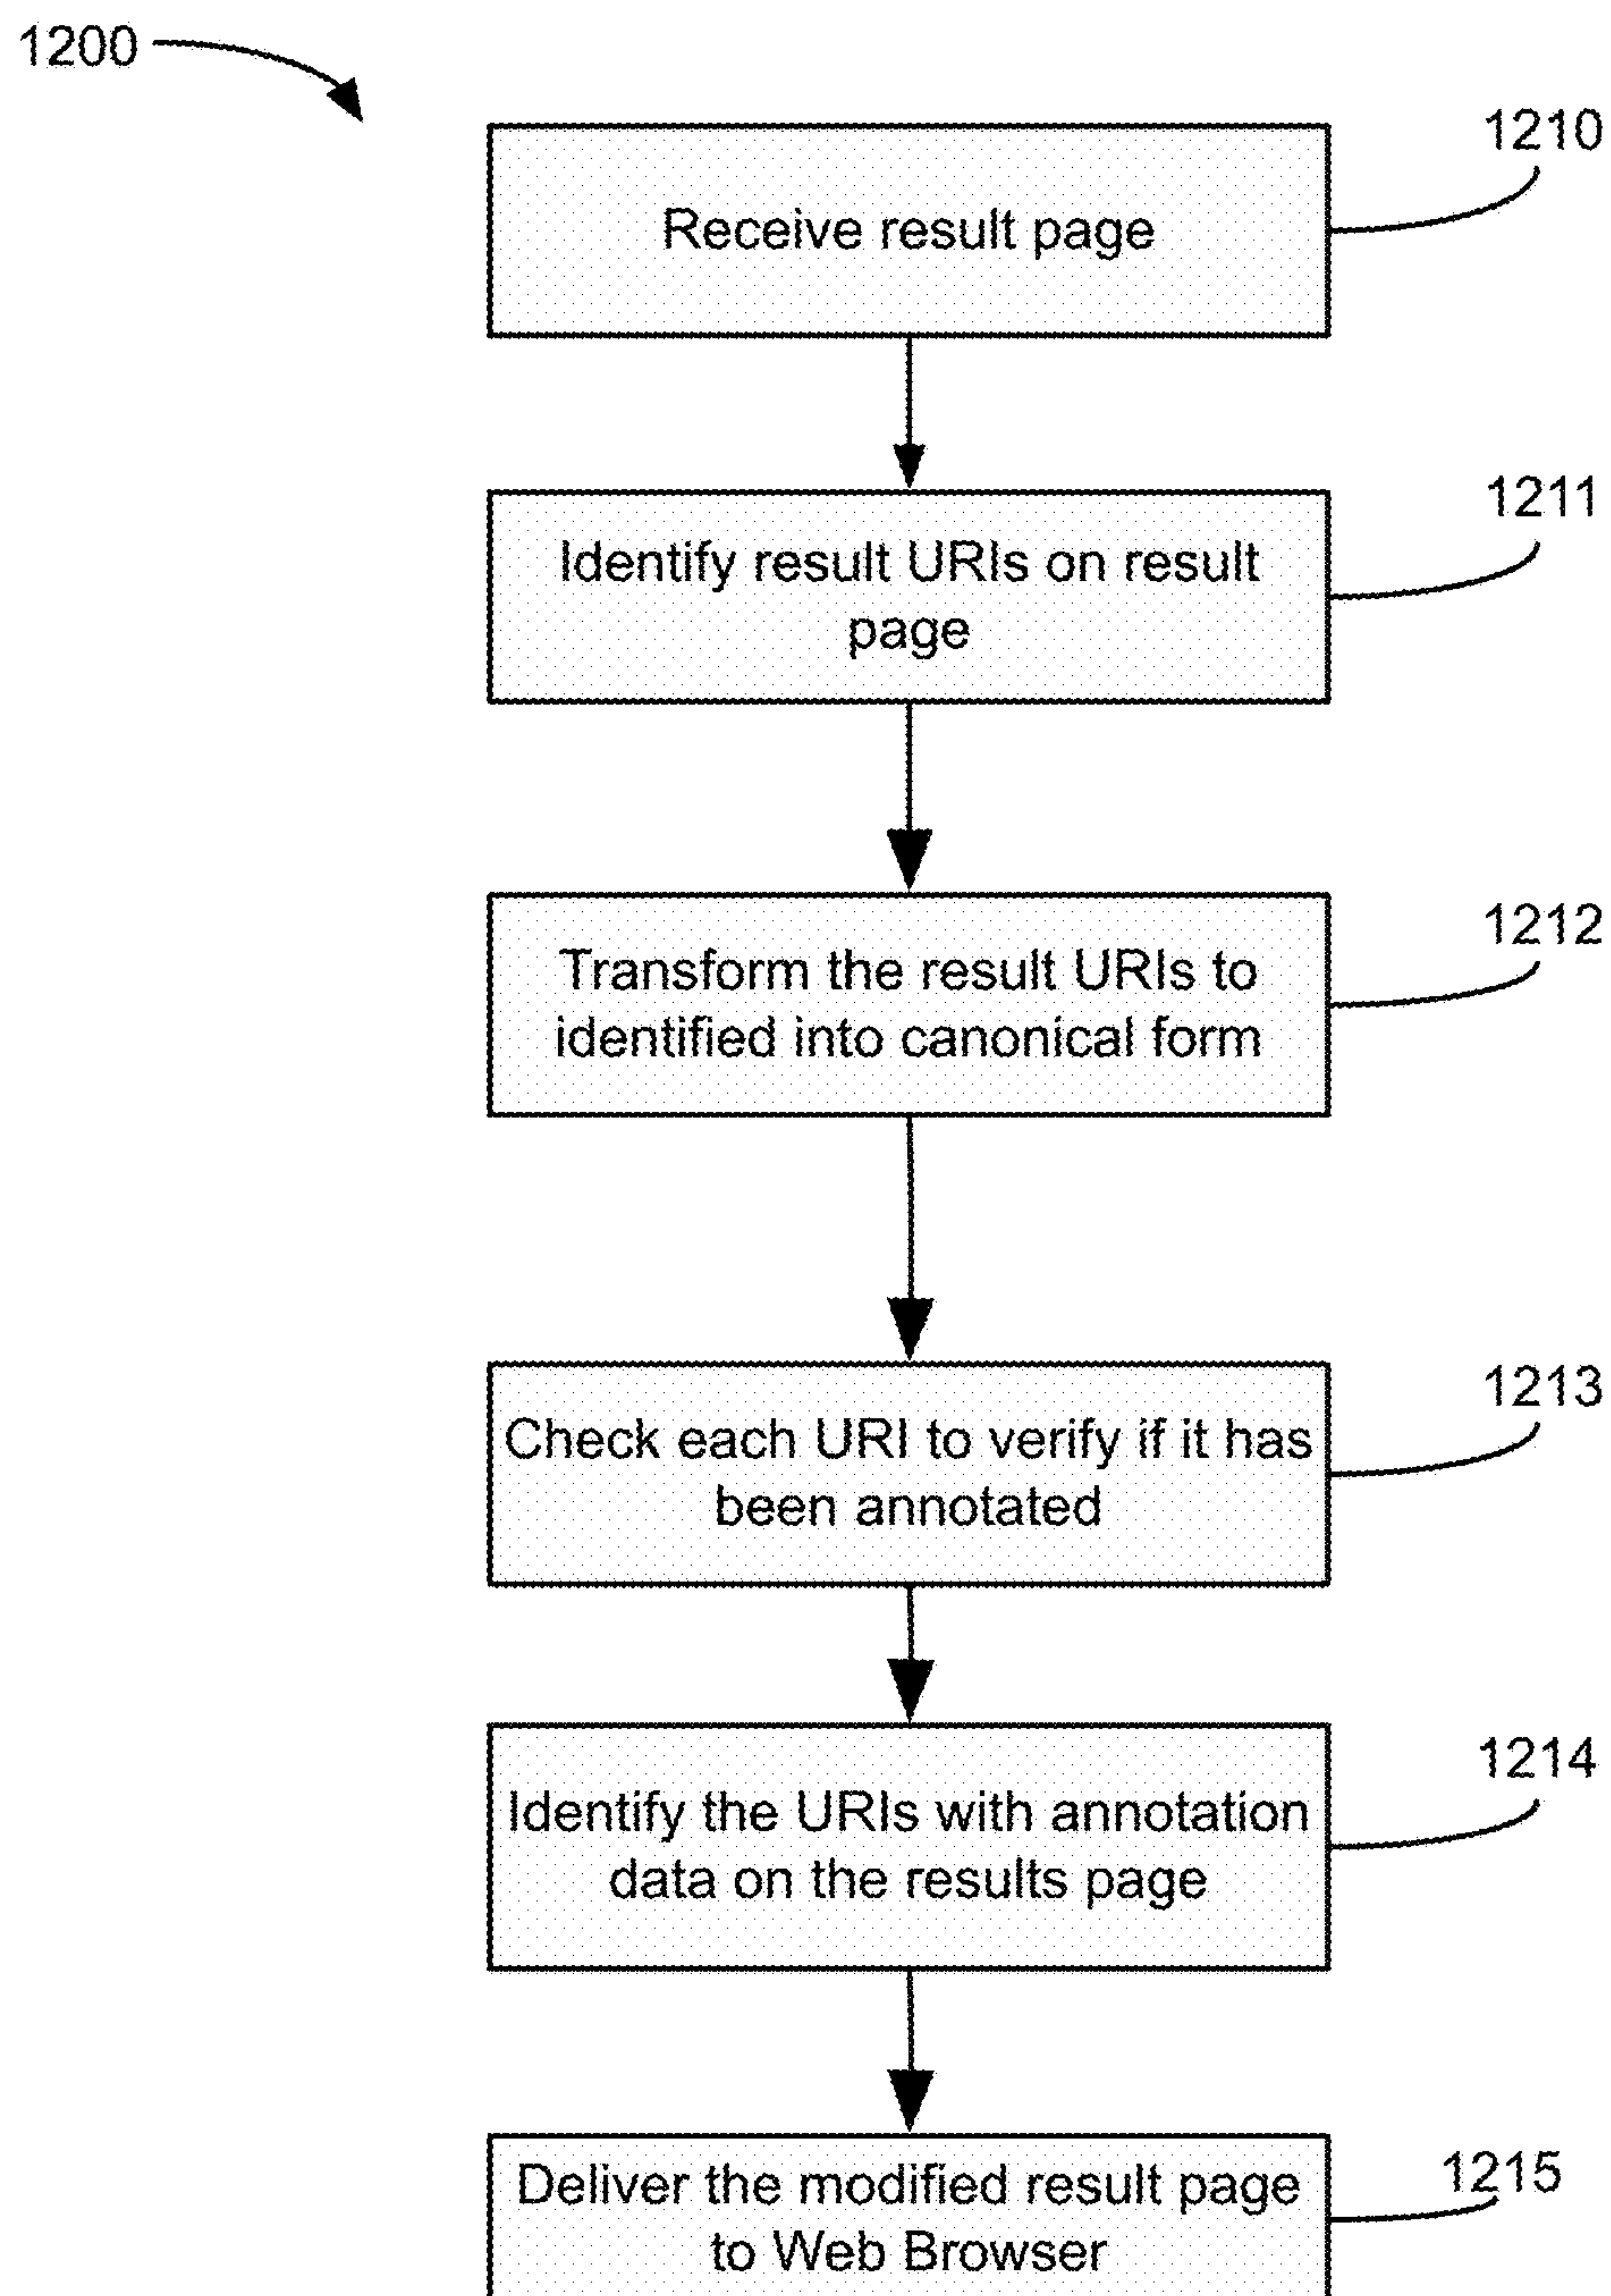 1200
1210
Receive result page
1211
Identify result URIs on result
page
1212
Transform the result URIs to
identified into canonical form
1213
Check each URI to verify if it has
been annotated
1214
Identify the URIs with annotation
data on the results page
1215
Deliver the modified result page
to Web Browser